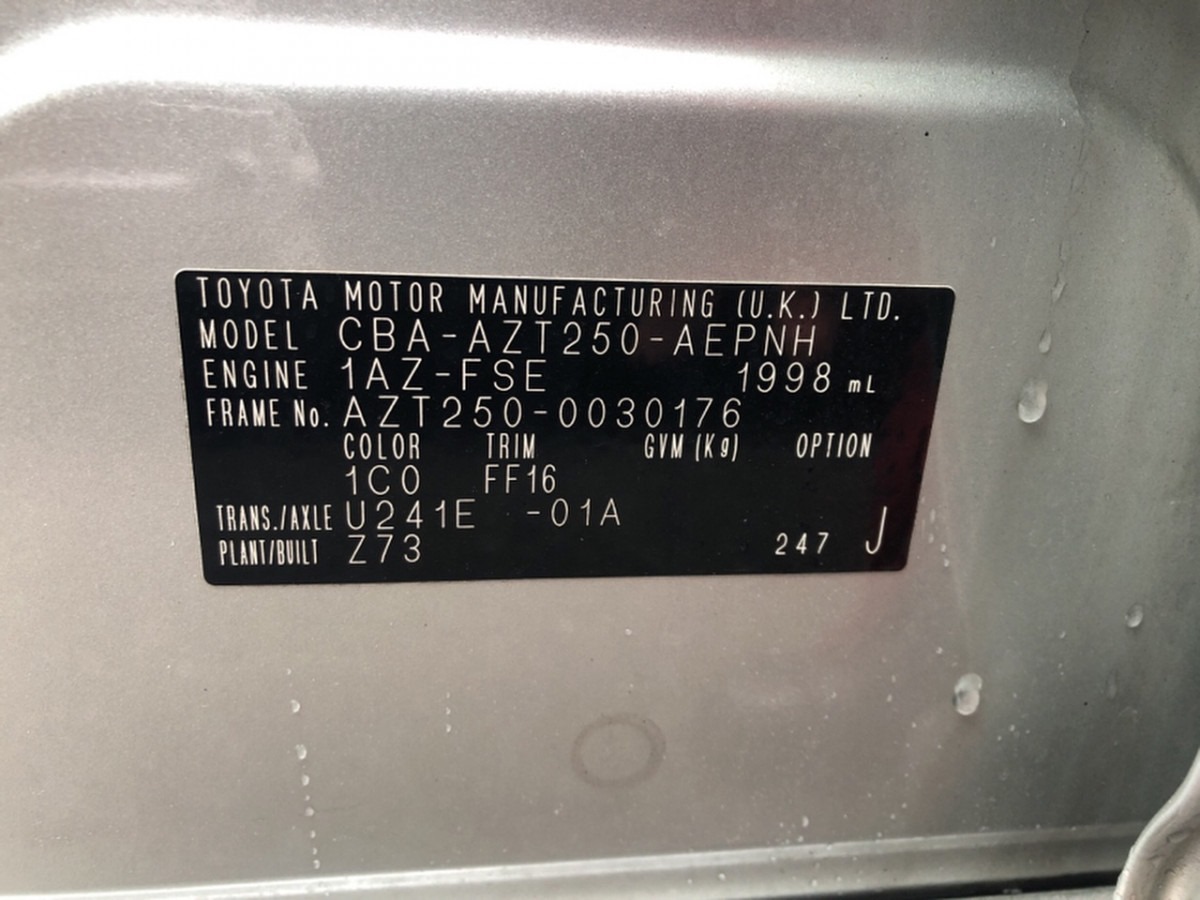 TOYOTA MOTOR MANUFACTURING (U.K.) LTD.
MODEL CBA-AZT250-AEPNH
ENGINE 1AZ-FSE 1998 mL
FRAME No. AZT250-0030176
COLOR TRIM GVM (Kg) OPTION
1C0 FF16
TRANS./AXLE U241E -01A
PLANT/BUILT Z73 247 J